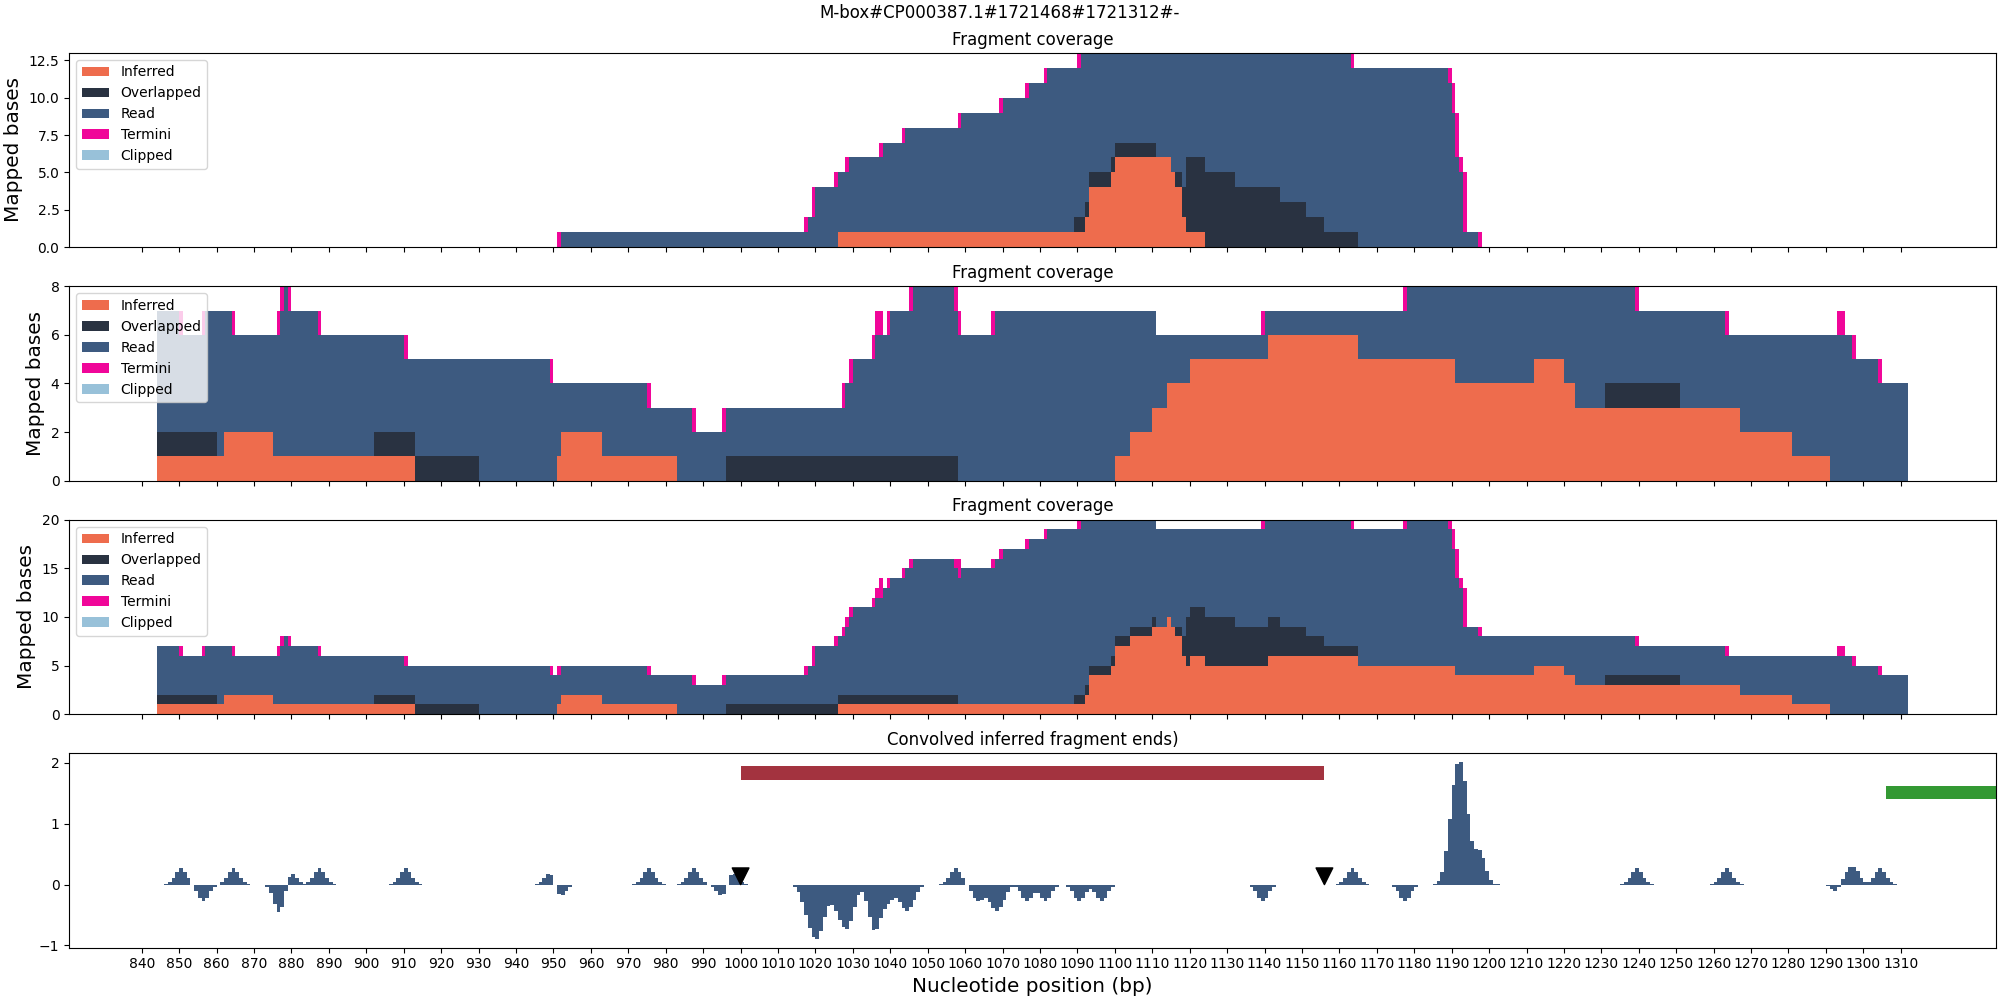 M-box#CP000387.1#1721468#1721312#-
Fragment coverage
12.5
10.0
7.5
5.0
2.5
0.0
Mapped bases
Inferred
Overlapped
Read
Termini
Clipped
Fragment coverage
8
6
4
2
0
Mapped bases
Inferred
Overlapped
Read
Termini
Clipped
Fragment coverage
20
15
10
5
0
Mapped bases
Inferred
Overlapped
Read
Termini
Clipped
Convolved inferred fragment ends)
2
1
0
−1
840 850 860 870 880 890 900 910 920 930 940 950 960 970 980 990 1000 1010 1020 1030 1040 1050 1060 1070 1080 1090 1100 1110 1120 1130 1140 1150 1160 1170 1180 1190 1200 1210 1220 1230 1240 1250 1260 1270 1280 1290 1300 1310
Nucleotide position (bp)